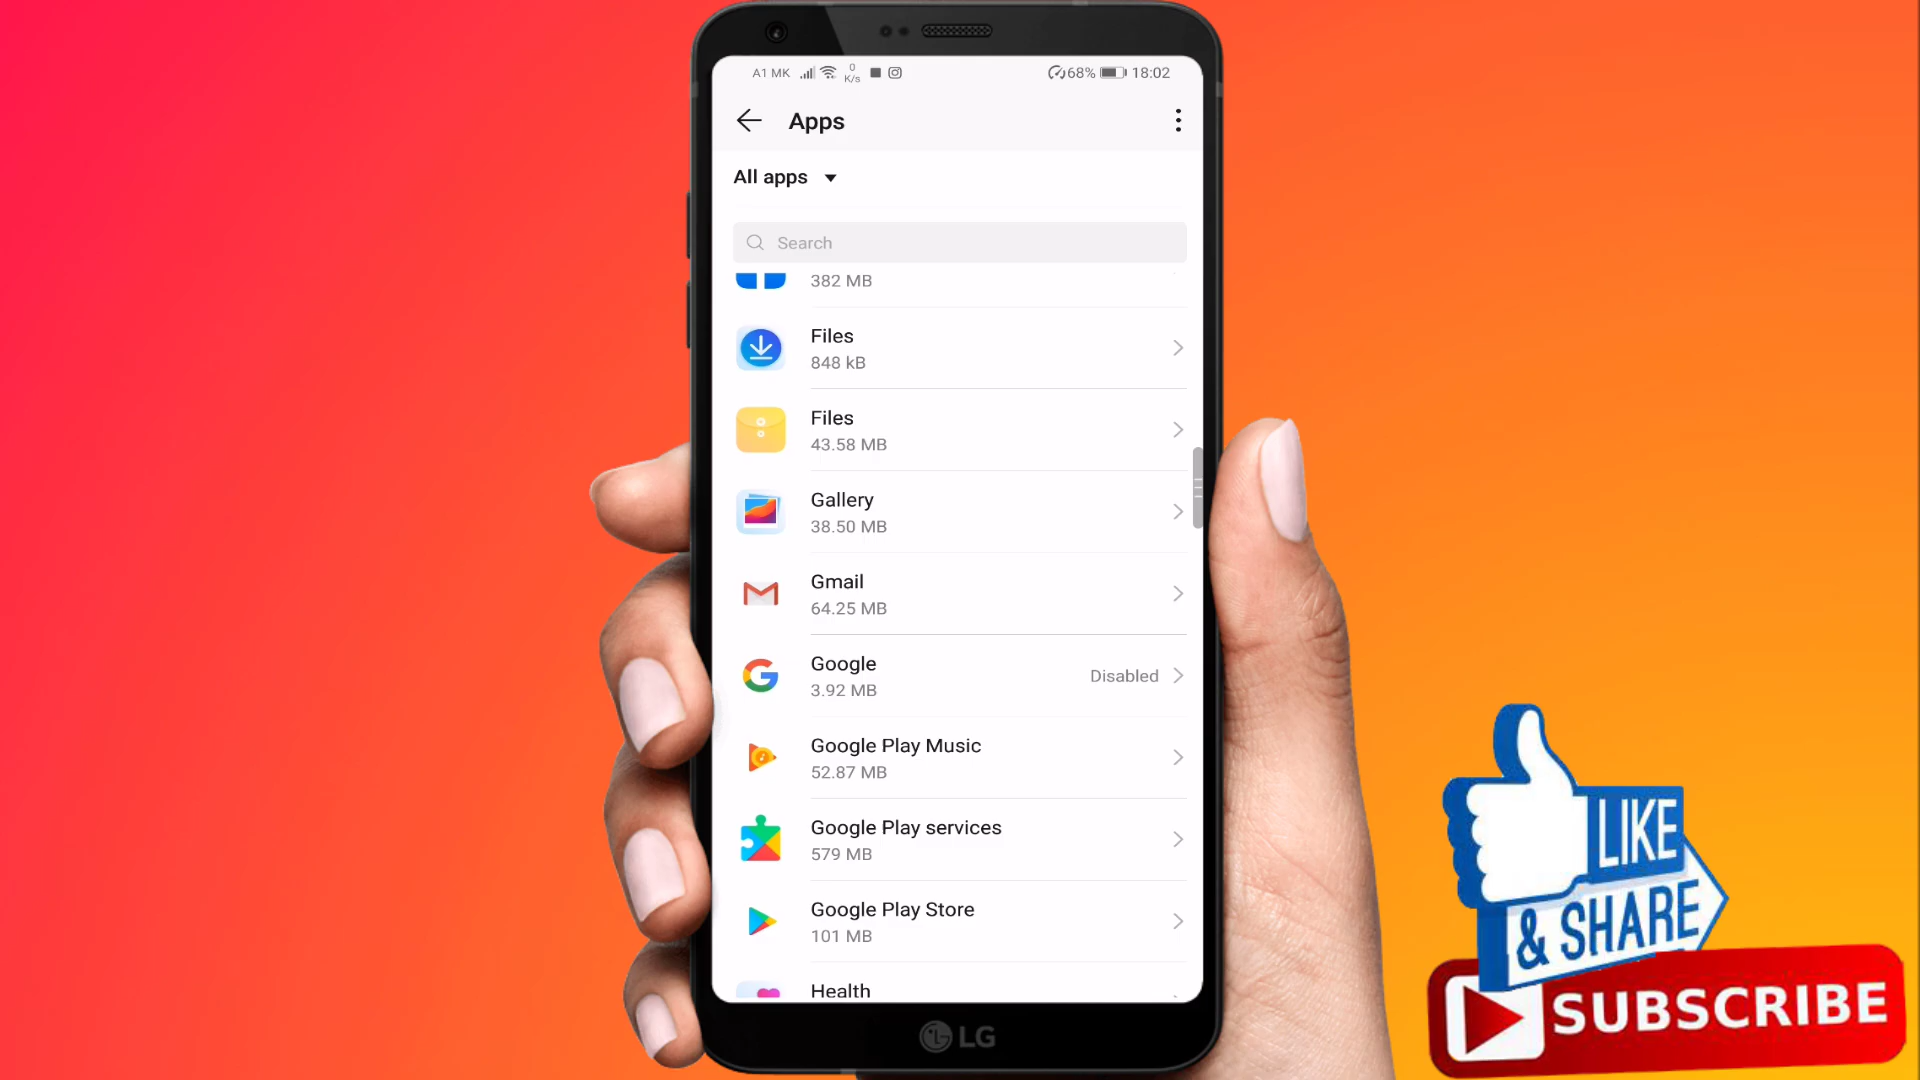 A1 MK
0
K/s
68%
18:02
Apps
All apps
Search
382 MB
Files
848 kB
Files
43.58 MB
Gallery
38.50 MB
Gmail
64.25 MB
Google
Disabled
3.92 MB
Google Play Music
52.87 MB
Google Play services
579 MB
Google Play Store
101 MB
Health
LG
LIKE
& SHARE
SUBSCRIBE